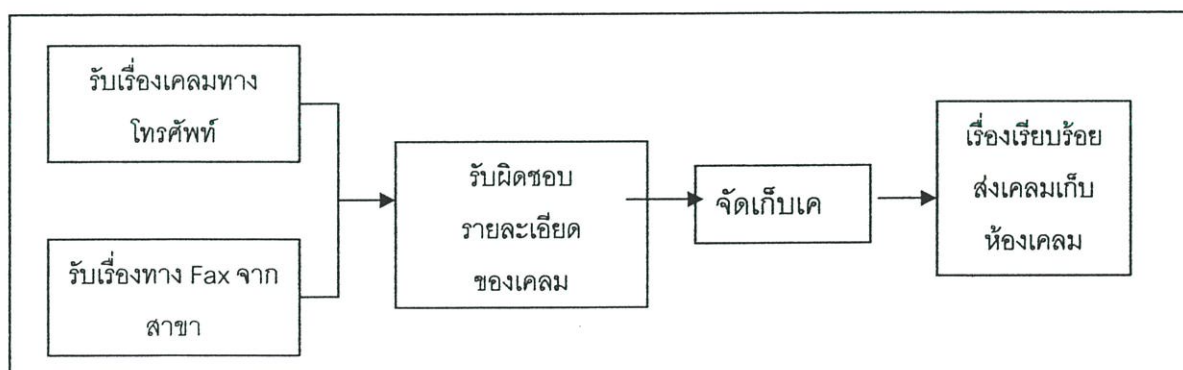 รับเรื่องเคลมทาง
โทรศัพท์
รับเรื่องทาง Fax จาก
สาขา
รับผิดชอบ
รายละเอียด
ของเคลม
จัดเก็บเค
เรื่องเรียบร้อย
ส่งเคลมเก็บ
ห้องเคลม